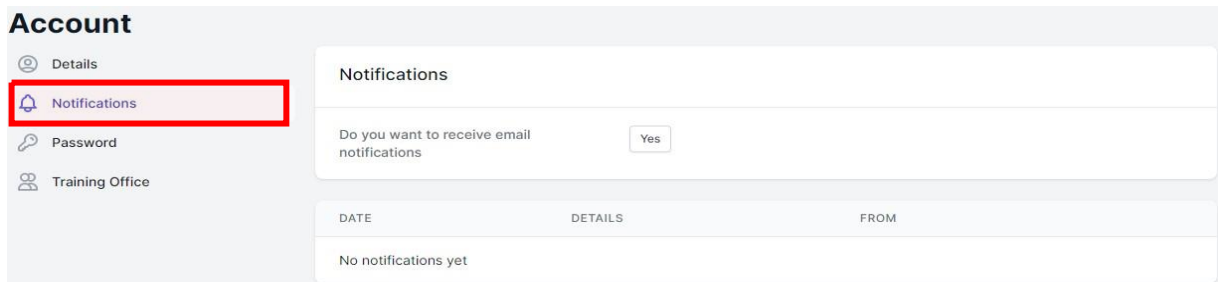 Account
Details
Notifications
Password
Training Office
Notifications
Do you want to receive email
notifications
Yes
DATE DETAILS FROM
No notifications yet